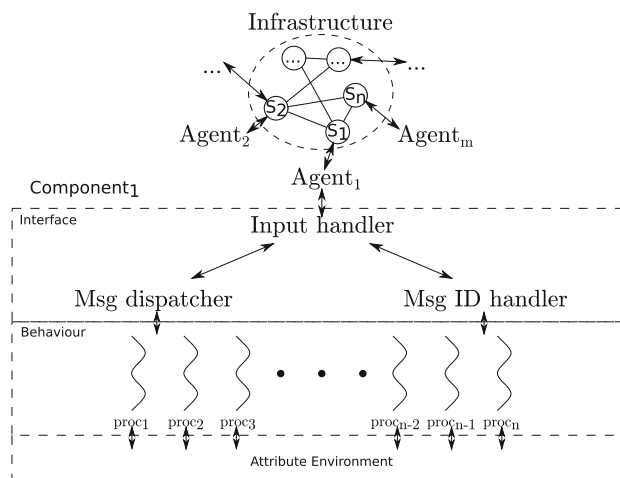 Infrastructure
... ...
... ...
S₂ Sₙ
S₁
Agent₂ Agentₘ
Agent₁
Component₁
Interface
Input handler
Msg dispatcher Msg ID handler
Behaviour
proc₁ proc₂ proc₃ procₙ₋₂ procₙ₋₁ procₙ
Attribute Environment